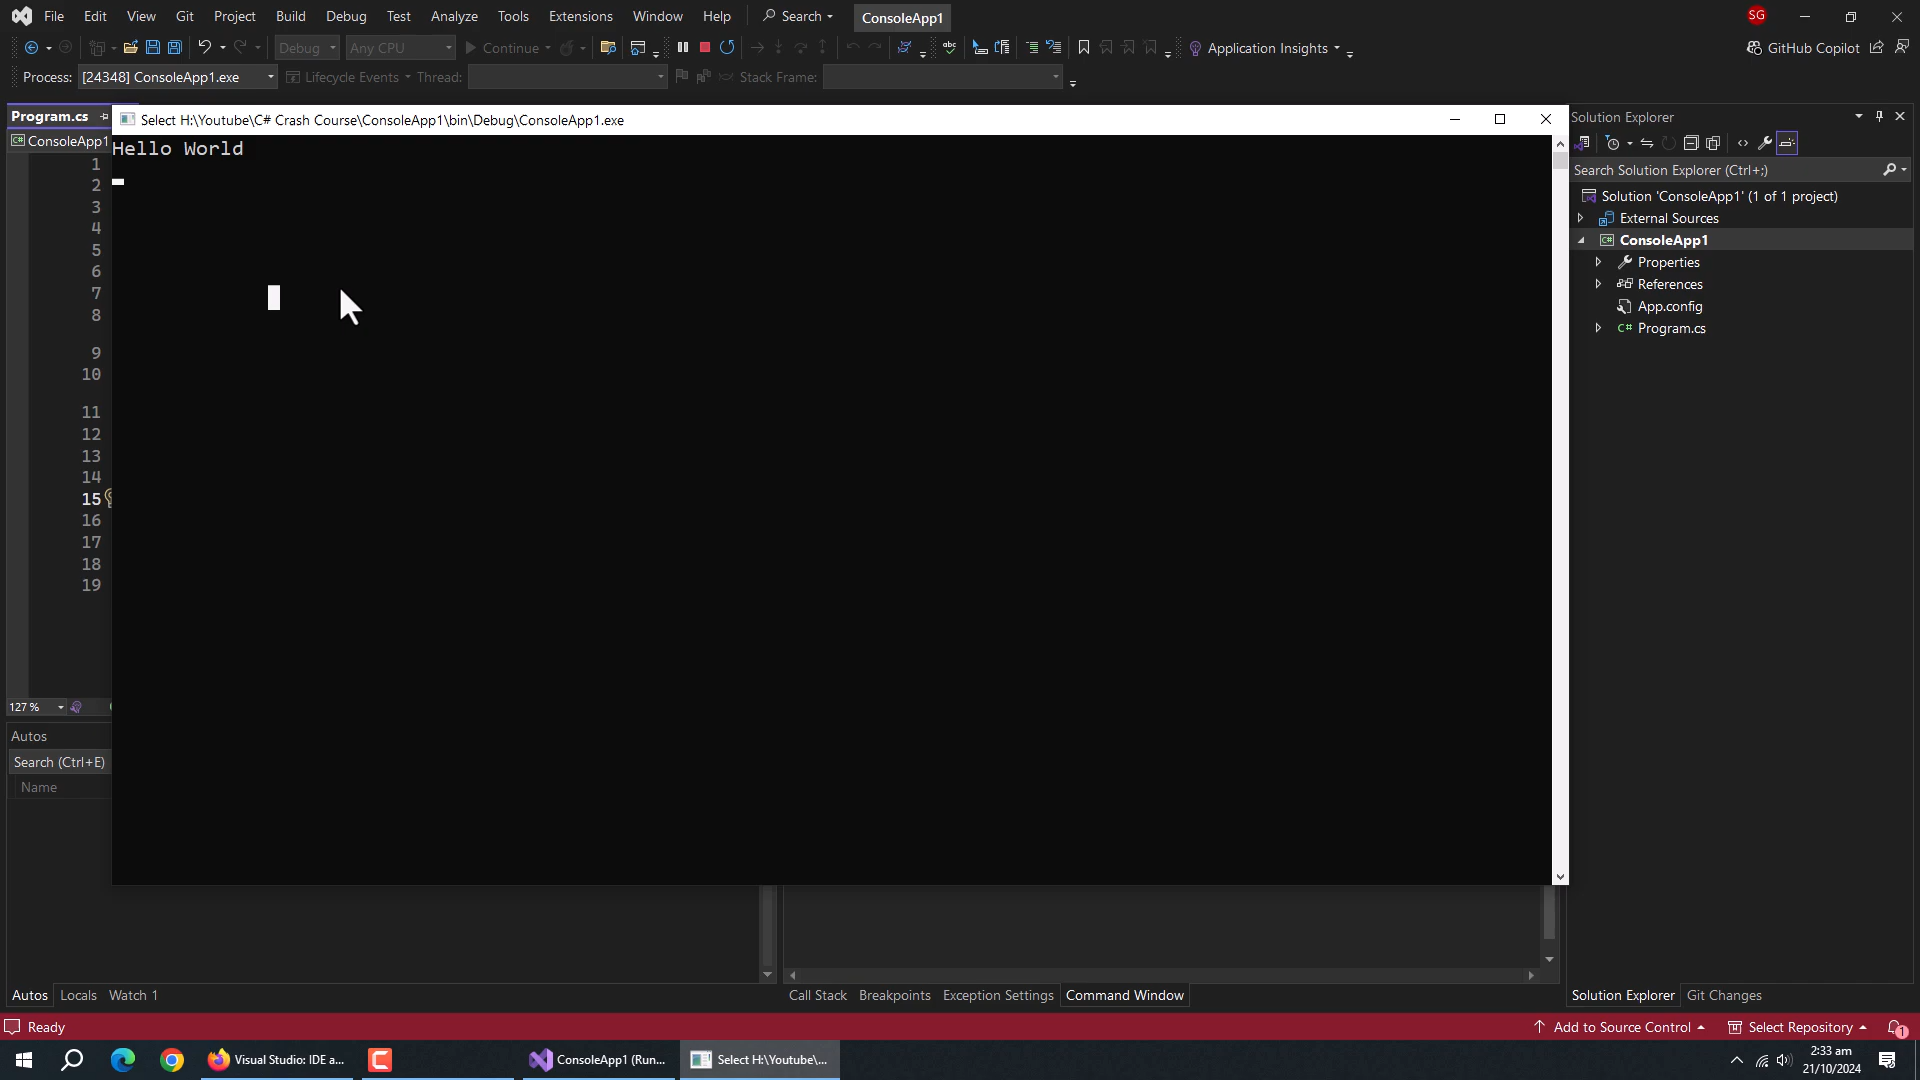 File Edit View Git Project Build Debug Test Analyze Tools Extensions Window Help Search ConsoleApp1 SG
Debug Any CPU Continue Application Insights GitHub Copilot
Process: [24348] ConsoleApp1.exe Lifecycle Events Thread: Stack Frame:
Program.cs
ConsoleApp1
Select H:\Youtube\C# Crash Course\ConsoleApp1\bin\Debug\ConsoleApp1.exe
Hello World
1
2
3
4
5
6
7
8
9
10
11
12
13
14
15
16
17
18
19
127 %
Solution Explorer
Search Solution Explorer (Ctrl+;)
Solution 'ConsoleApp1' (1 of 1 project)
External Sources
C# ConsoleApp1
Properties
References
App.config
C# Program.cs
Autos
Search (Ctrl+E)
Name
Autos Locals Watch 1
Call Stack Breakpoints Exception Settings Command Window
Solution Explorer Git Changes
Ready
Add to Source Control Select Repository 1
Visual Studio: IDE a... ConsoleApp1 (Run... Select H:\Youtube\...
2:33 am
21/10/2024